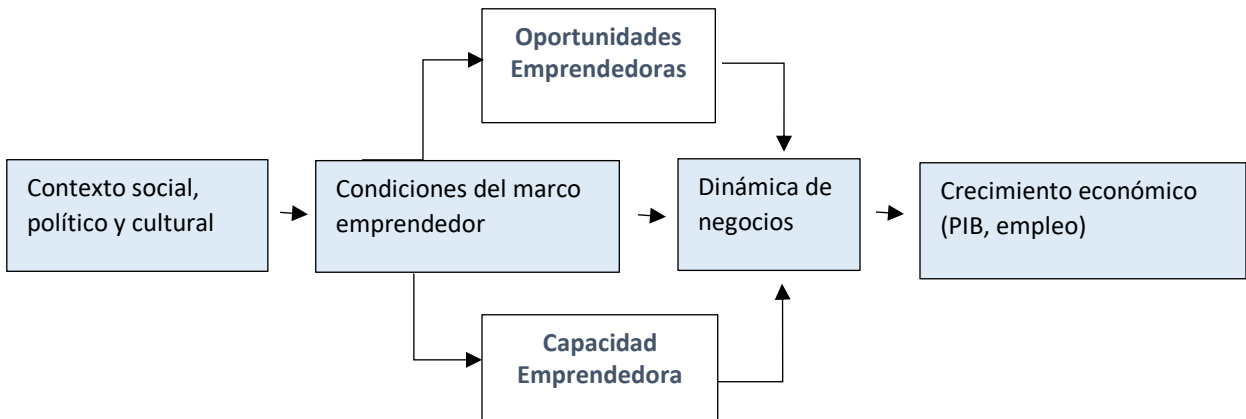 Oportunidades
Emprendedoras
Contexto social,
político y cultural
Condiciones del marco
emprendedor
Dinámica de
negocios
Crecimiento económico
(PIB, empleo)
Capacidad
Emprendedora